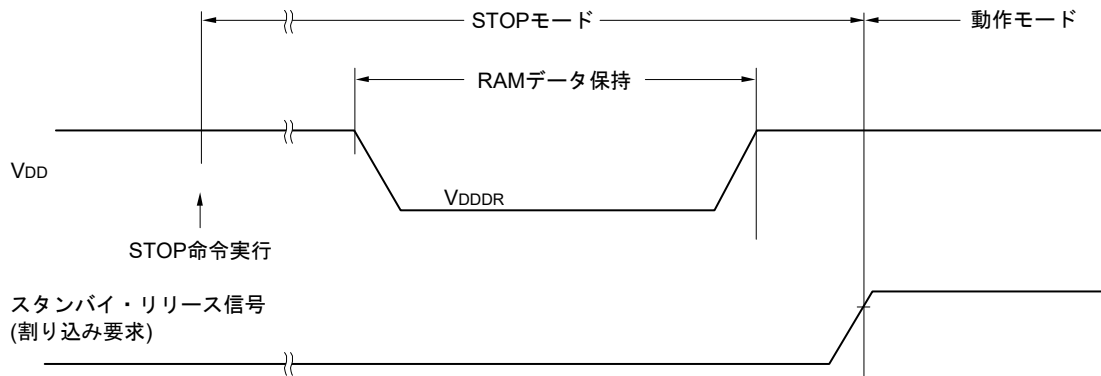 STOPモード
動作モード
RAMデータ保持
VDD
VDDDR
STOP命令実行
スタンバイ・リリース信号
(割り込み要求)